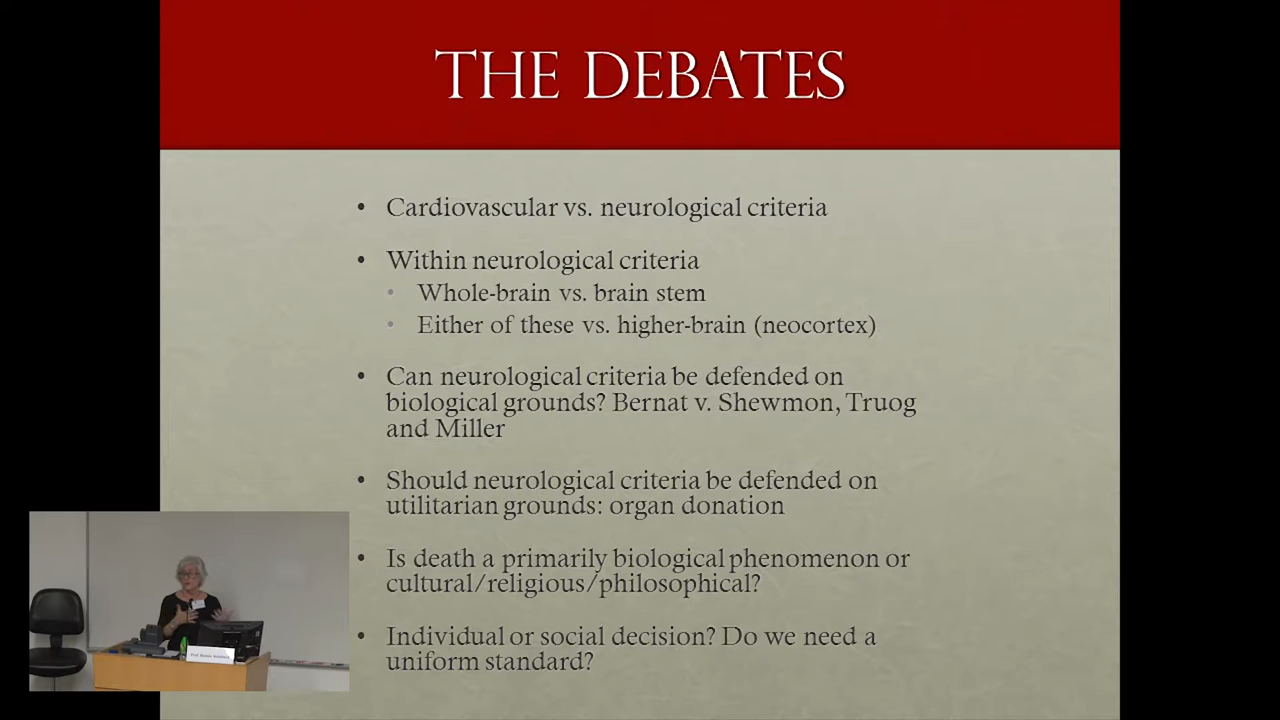 THE DEBATES
• Cardiovascular vs. neurological criteria
• Within neurological criteria
• Whole-brain vs. brain stem
• Either of these vs. higher-brain (neocortex)
• Can neurological criteria be defended on
biological grounds? Bernat v. Shewmon, Truog
and Miller
• Should neurological criteria be defended on
utilitarian grounds: organ donation
• Is death a primarily biological phenomenon or
cultural/religious/philosophical?
• Individual or social decision? Do we need a
uniform standard?
Prof. Bonnie